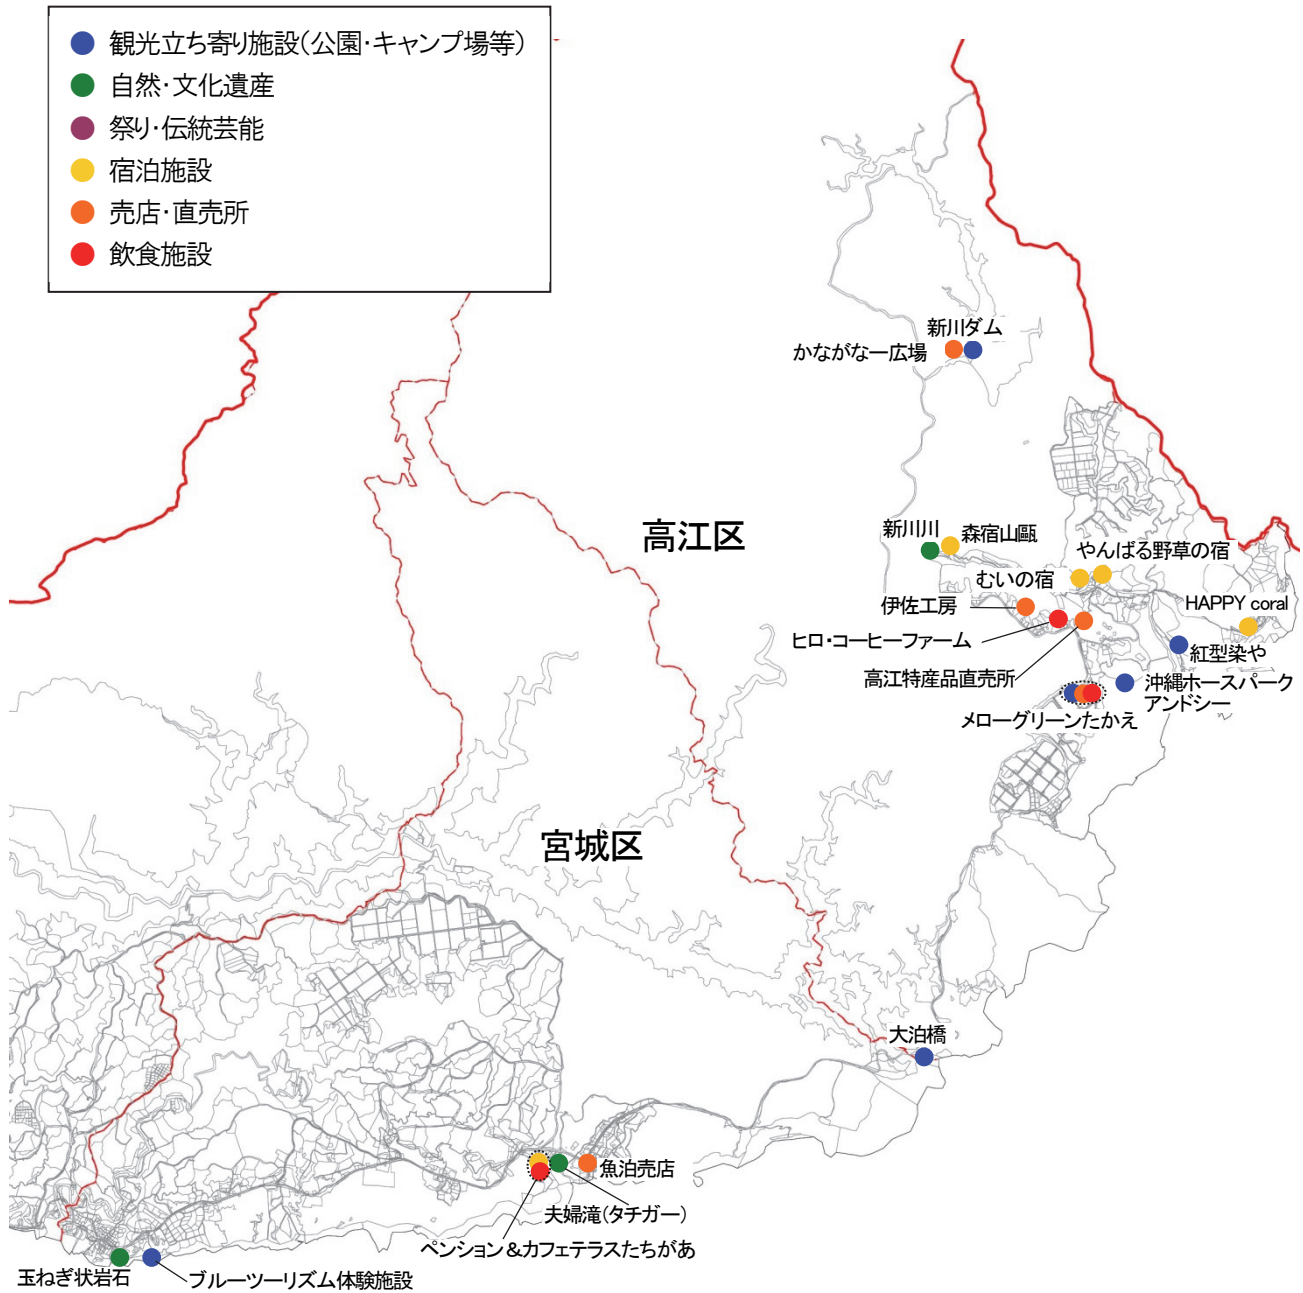 観光立ち寄り施設(公園・キャンプ場等)
自然・文化遺産
祭り・伝統芸能
宿泊施設
売店・直売所
飲食施設
新川ダム
かながなー広場
高江区
新川川
森宿山甌
やんばる野草の宿
むいの宿
伊佐工房
HAPPY coral
ヒロ・コーヒーファーム
紅型染や
高江特産品直売所
沖縄ホースパーク
アンドシー
メローグリーンたかえ
宮城区
大泊橋
魚泊売店
夫婦滝(タチガー)
ペンション&カフェテラスたちがあ
玉ねぎ状岩石
ブルーツーリズム体験施設